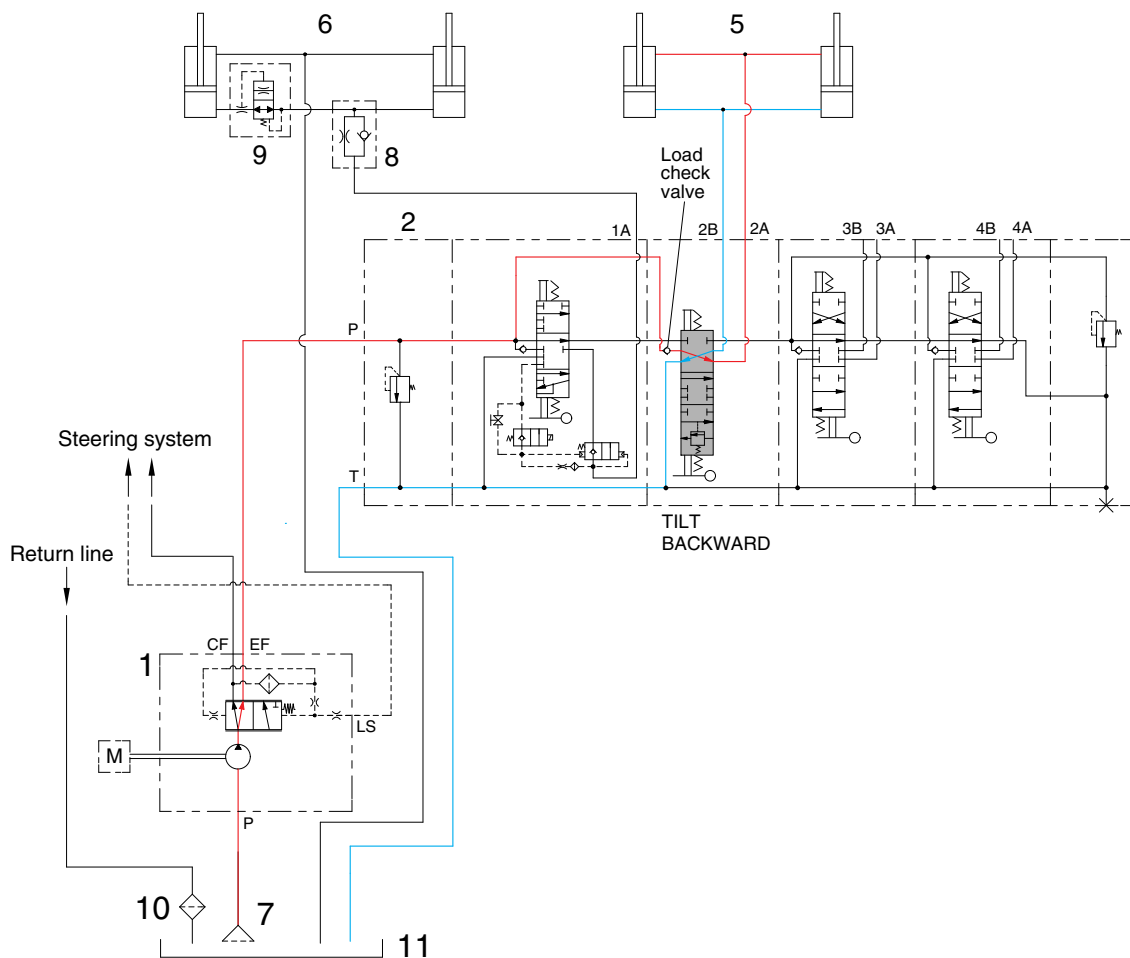 6
5
9
8
Load
check
valve
2
1A
2B
2A
3B
3A
4B
4A
P
Steering system
T
TILT
BACKWARD
Return line
CF
EF
1
LS
M
P
10
7
11